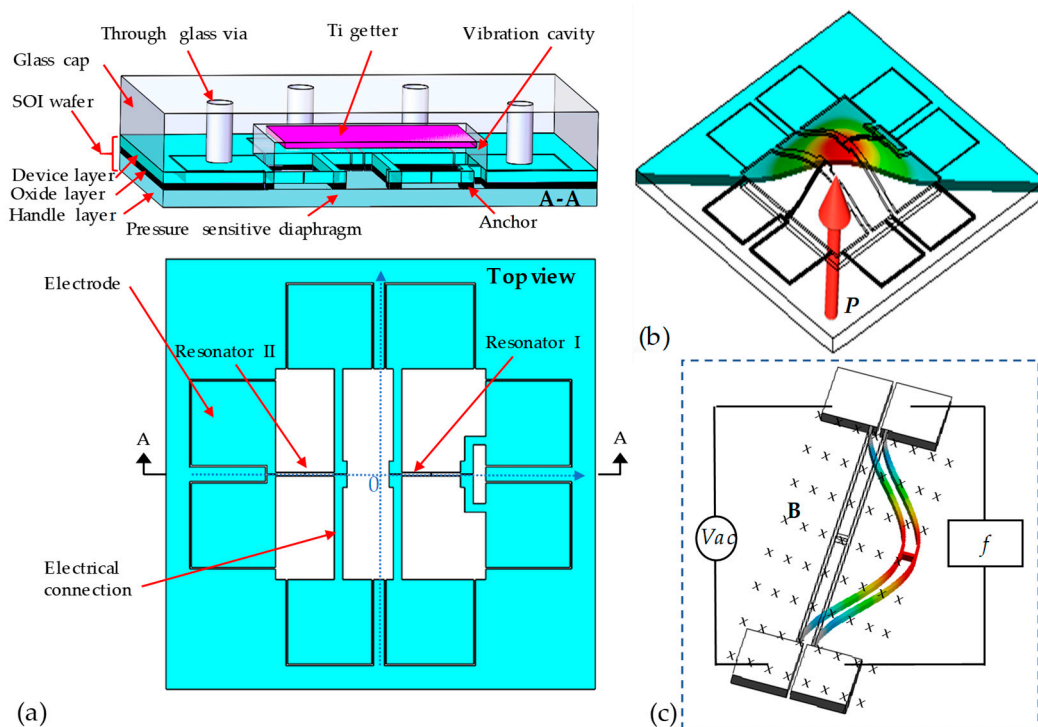 Through glass via
Ti getter
Vibration cavity
Glass cap
SOI wafer
Device layer
Oxide layer
Handle layer
Pressure sensitive diaphragm
Anchor
A-A
Electrode
Top view
Resonator II
Resonator I
A
A
0
Electrical
connection
(a)
P
(b)
B
Vac
f
x x x x x x x x x x x x x x x x x x x x x x x x x x x x x x x x x x x x x x x x x x
(c)